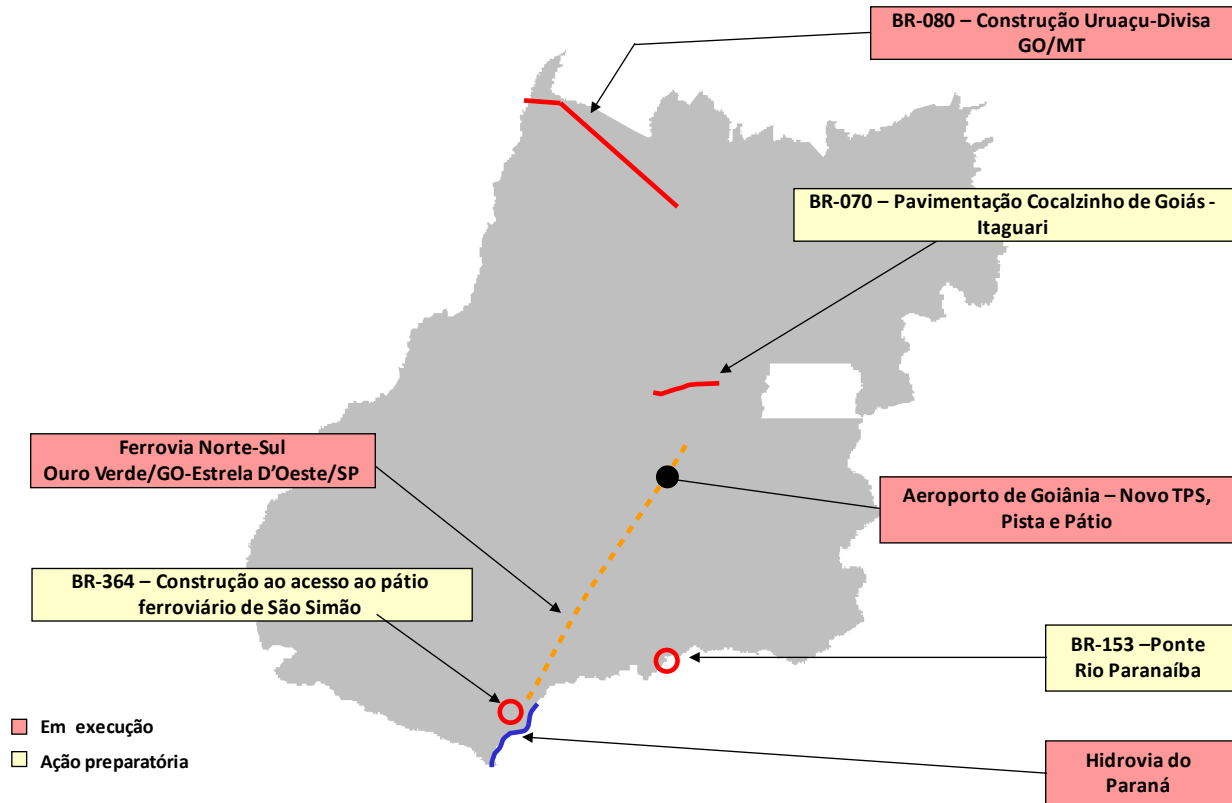 BR-080 – Construção Uruaçu-Divisa
GO/MT
BR-070 – Pavimentação Cocalzinho de Goiás -
Itaguari
Ferrovia Norte-Sul
Ouro Verde/GO-Estrela D’Oeste/SP
Aeroporto de Goiânia – Novo TPS,
Pista e Pátio
BR-364 – Construção ao acesso ao pátio
ferroviário de São Simão
BR-153 –Ponte
Rio Paranaíba
Em execução
Ação preparatória
Hidrovia do
Paraná